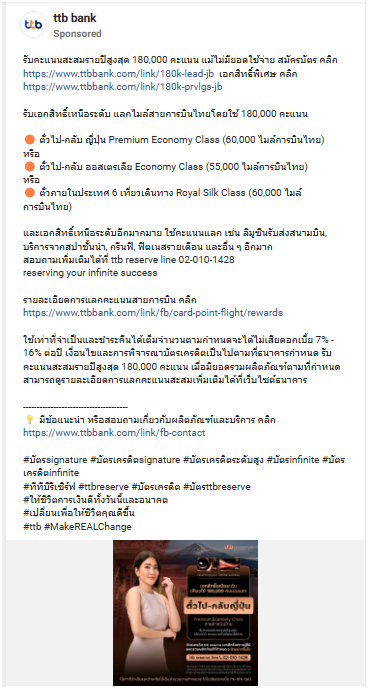 ttb bank
Sponsored
ttb
รับคะแนนสะสมรายปีสูงสุด 180,000 คะแนน แม้ไม่มียอดใช้จ่าย สมัครบัตร คลิก
https://www.ttbbank.com/link/180k-lead-jb เอกสิทธิ์พิเศษ คลิก
https://www.ttbbank.com/link/180k-prvlgs-jb
รับเอกสิทธิ์เหนือระดับ แลกไมล์สายการบินไทยโดยใช้ 180,000 คะแนน
ตั๋วไป-กลับ ญี่ปุ่น Premium Economy Class (60,000 ไมล์การบินไทย)
หรือ
ตั๋วไป-กลับ ออสเตรเลีย Economy Class (55,000 ไมล์การบินไทย)
หรือ
ตั๋วภายในประเทศ 6 เที่ยวเดินทาง Royal Silk Class (60,000 ไมล์
การบินไทย)
และเอกสิทธิ์เหนือระดับอีกมากมาย ใช้คะแนนแลก เช่น ลีมูซีนรับส่งสนามบิน,
บริการจากสปาชั้นนำ, กรีนฟี, ฟิตเนสรายเดือน และอื่น ๆ อีกมาก
สอบถามเพิ่มเติมได้ที่ ttb reserve line 02-010-1428
reserving your infinite success
รายละเอียดการแลกคะแนนสายการบิน คลิก
https://www.ttbbank.com/link/fb/card-point-flight/rewards
ใช้เท่าที่จำเป็นและชำระคืนได้เต็มจำนวนตามกำหนดจะได้ไม่เสียดอกเบี้ย 7% -
16% ต่อปี เงื่อนไขและการพิจารณาบัตรเครดิตเป็นไปตามที่ธนาคารกำหนด รับ
คะแนนสะสมรายปีสูงสุด 180,000 คะแนน เมื่อมียอดรวมผลิตภัณฑ์ตามที่กำหนด
สามารถดูรายละเอียดการแลกคะแนนสะสมเพิ่มเติมได้ที่เว็บไซต์ธนาคาร
----------------------------------------
มีข้อแนะนำ หรือสอบถามเกี่ยวกับผลิตภัณฑ์และบริการ คลิก
https://www.ttbbank.com/link/fb-contact
#บัตรsignature #บัตรเครดิตsignature #บัตรเครดิตระดับสูง #บัตรinfinite #บัตร
เครดิตinfinite
#ทีทีบีรีเซิร์ฟ #ttbreserve #บัตรเครดิต #บัตรttbreserve
#ให้ชีวิตการเงินดีทั้งวันนี้และอนาคต
#เปลี่ยนเพื่อให้ชีวิตคุณดีขึ้น
#ttb #MakeREALChange
ttb
เอกสิทธิ์เหนือระดับ
ตั๋วไป-กลับญี่ปุ่น
Premium Economy Class
02-010-1428